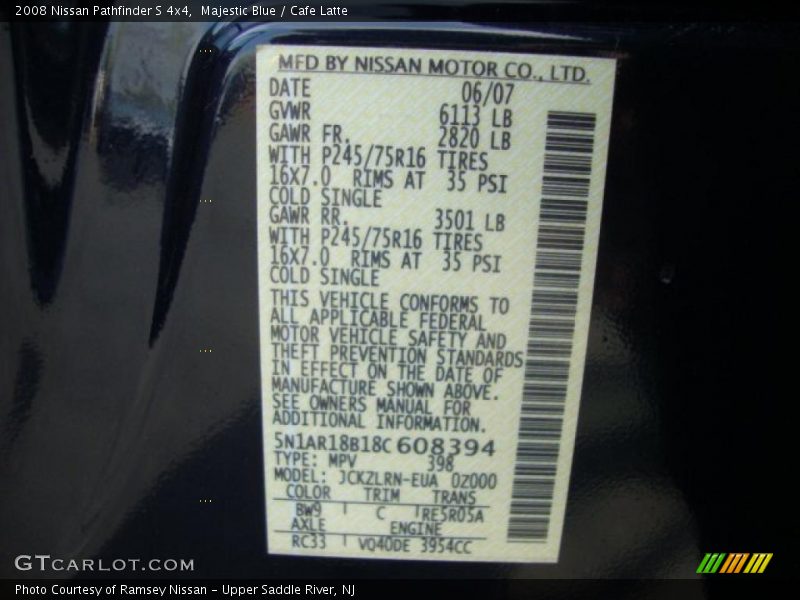 2008 Nissan Pathfinder S 4x4,  Majestic Blue / Cafe Latte
MFD BY NISSAN MOTOR CO., LTD.
DATE 06/07
GVWR 6113 LB
GAWR FR. 2820 LB
WITH P245/75R16 TIRES
16X7.0 RIMS AT 35 PSI
COLD SINGLE
GAWR RR. 3501 LB
WITH P245/75R16 TIRES
16X7.0 RIMS AT 35 PSI
COLD SINGLE
THIS VEHICLE CONFORMS TO
ALL APPLICABLE FEDERAL
MOTOR VEHICLE SAFETY AND
THEFT PREVENTION STANDARDS
IN EFFECT ON THE DATE OF
MANUFACTURE SHOWN ABOVE.
SEE OWNERS MANUAL FOR
ADDITIONAL INFORMATION.
5N1AR18B18C608394
TYPE: MPV 398
MODEL: JCKZLRN-EUA 0Z000
COLOR TRIM TRANS
BW9 C RE5R05A
AXLE ENGINE
RC33 VQ40DE 3954CC
GTCARLOT.COM
Photo Courtesy of Ramsey Nissan - Upper Saddle River, NJ